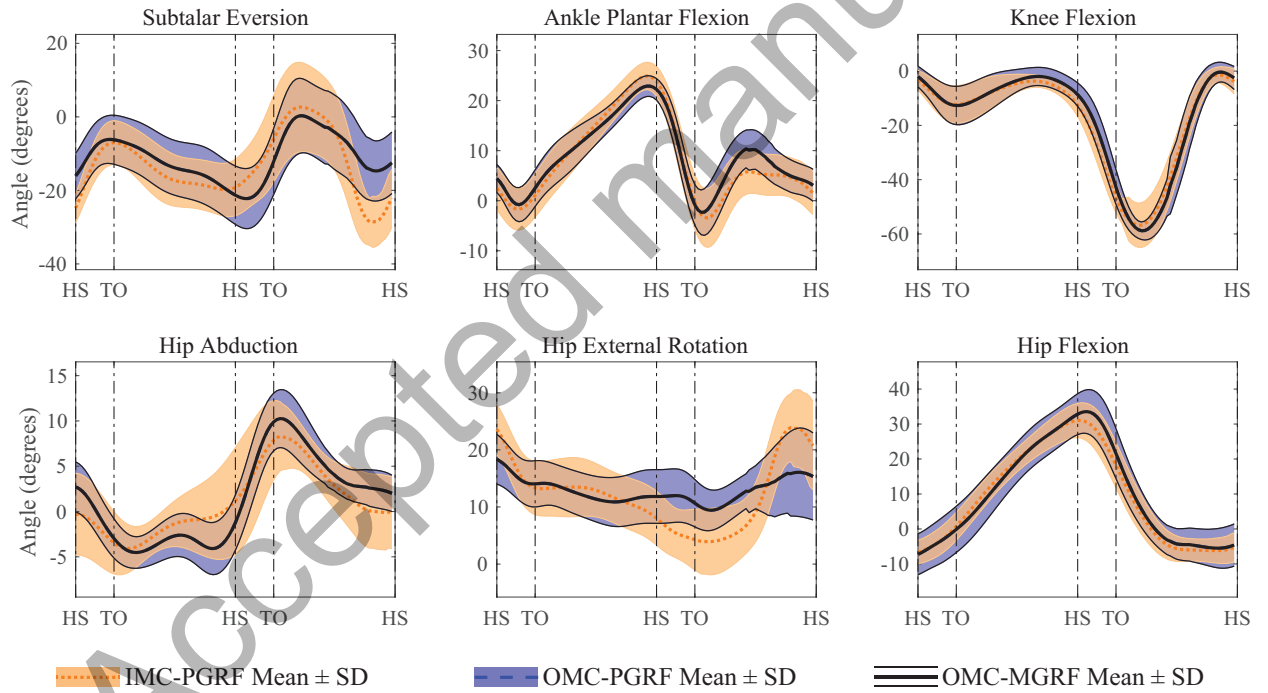 Subtalar Eversion
Ankle Plantar Flexion
Knee Flexion
Angle (degrees)
20
0
-20
-40
HS TO HS TO HS
30
20
10
0
-10
HS TO HS TO HS
0
-20
-40
-60
HS TO HS TO HS
Hip Abduction
Hip External Rotation
Hip Flexion
Angle (degrees)
15
10
5
0
-5
HS TO HS TO HS
30
20
10
0
HS TO HS TO HS
40
30
20
10
0
-10
HS TO HS TO HS
IMC-PGRF Mean ± SD
OMC-PGRF Mean ± SD
OMC-MGRF Mean ± SD
Accepted manu